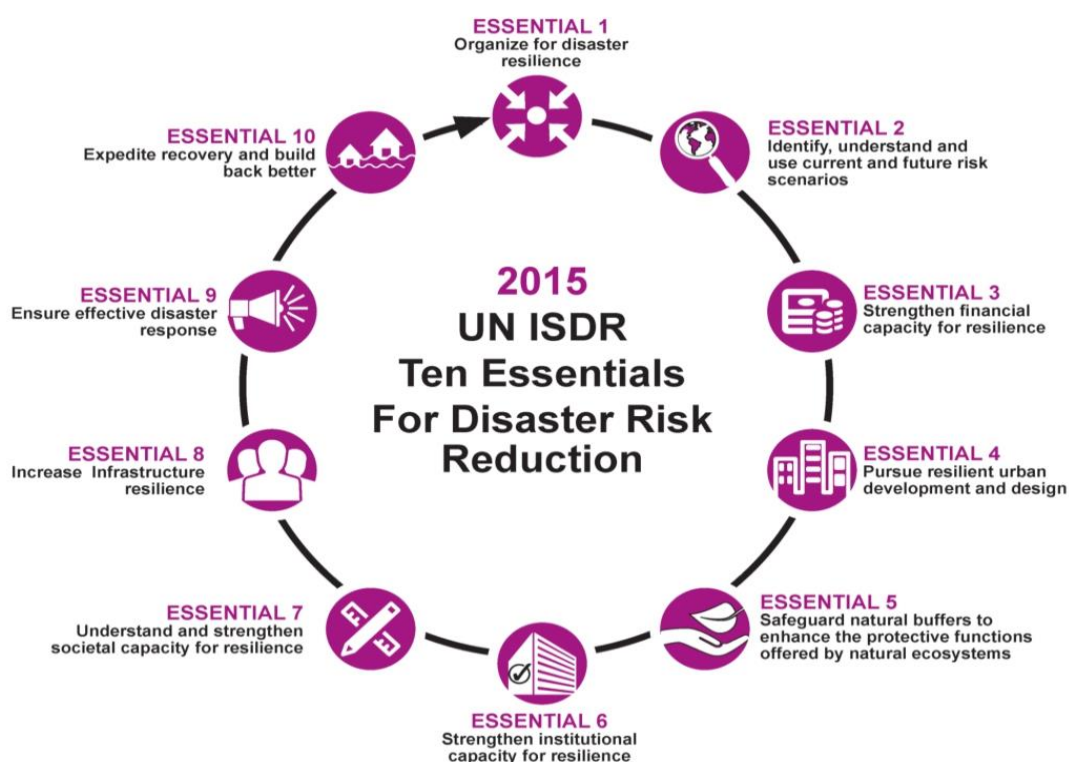 ESSENTIAL 1
Organize for disaster
resilience
ESSENTIAL 2
Identify, understand and
use current and future risk
scenarios
ESSENTIAL 3
Strengthen financial
capacity for resilience
ESSENTIAL 4
Pursue resilient urban
development and design
ESSENTIAL 5
Safeguard natural buffers to
enhance the protective functions
offered by natural ecosystems
ESSENTIAL 6
Strengthen institutional
capacity for resilience
ESSENTIAL 7
Understand and strengthen
societal capacity for resilience
ESSENTIAL 8
Increase Infrastructure
resilience
ESSENTIAL 9
Ensure effective disaster
response
ESSENTIAL 10
Expedite recovery and build
back better
2015
UN ISDR
Ten Essentials
For Disaster Risk
Reduction